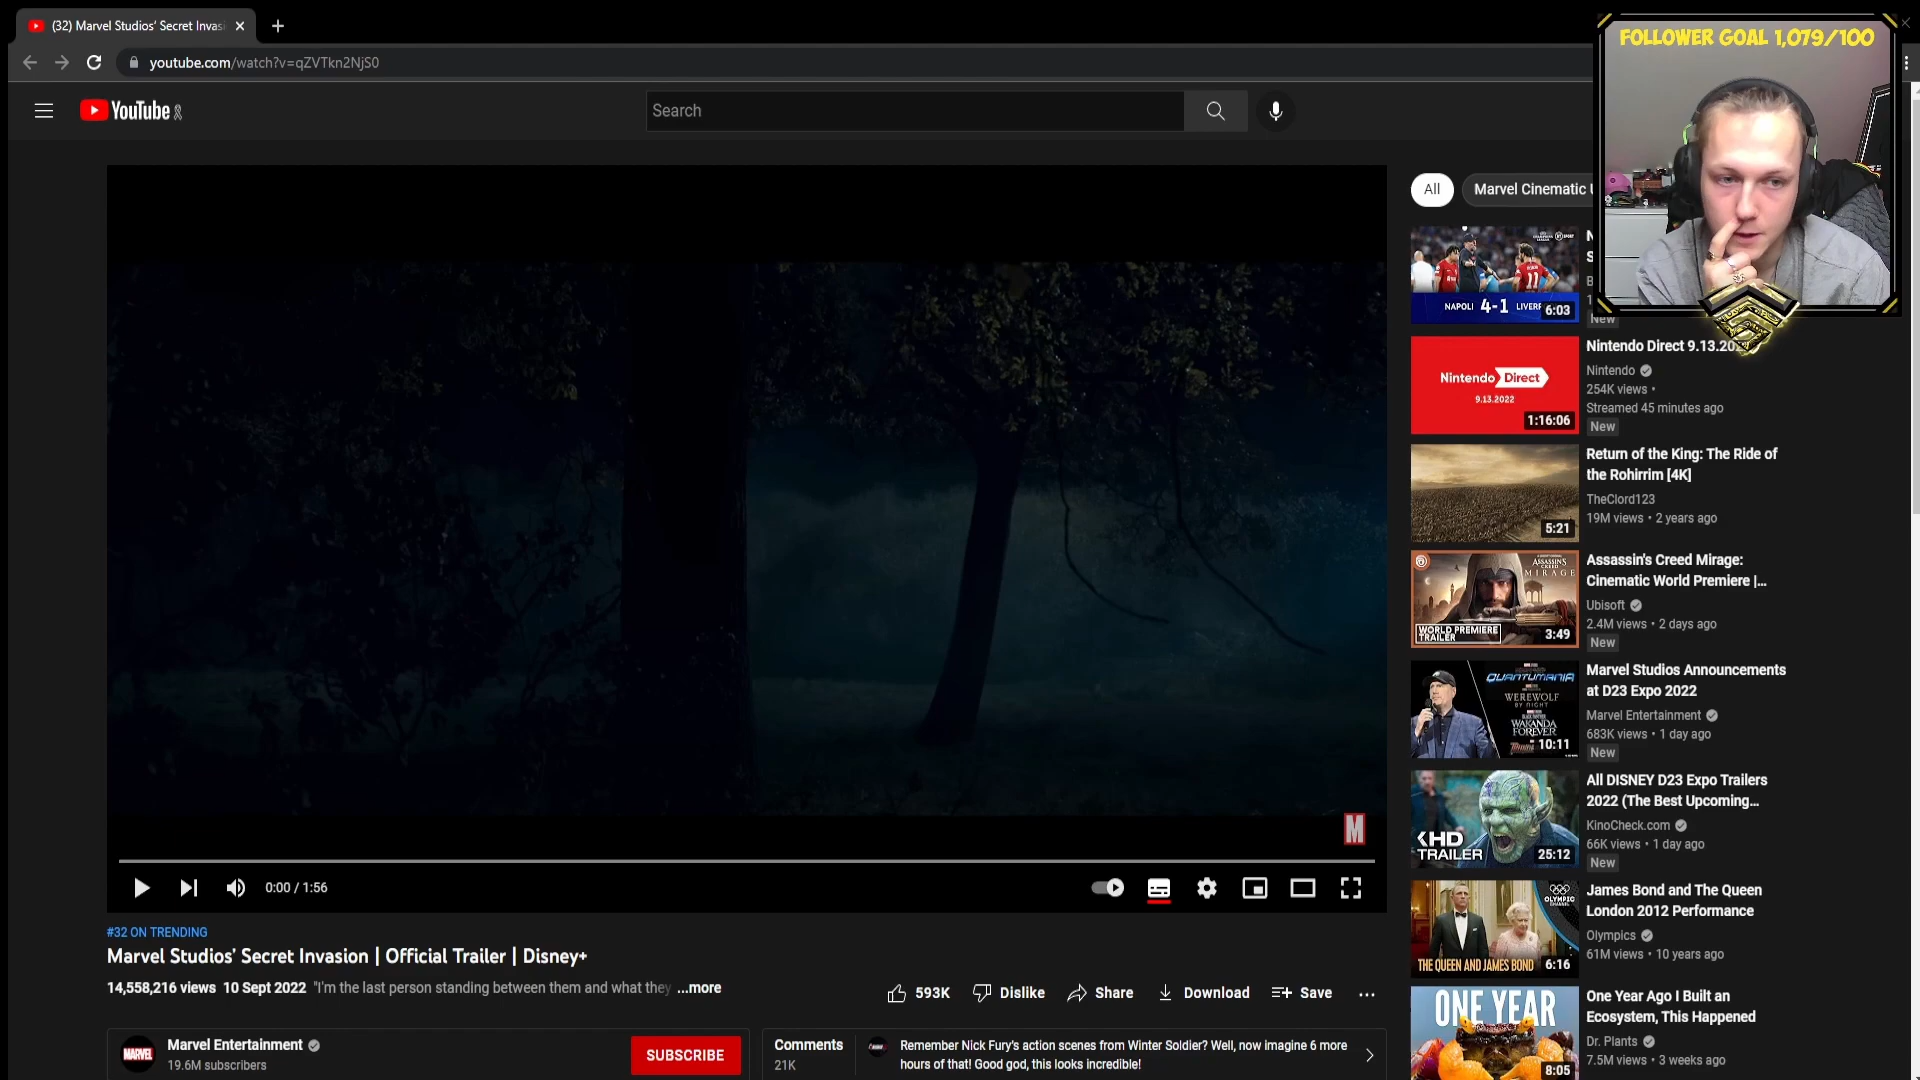 (32) Marvel Studios' Secret Invas
youtube.com/watch?v=qZVTkn2NjS0
FOLLOWER GOAL 1,079/100
YouTube
Search
All
Marvel Cinematic U
NAPOLI 4-1 LIVERP
6:03
11
N
S
B
1
New
Nintendo Direct
9.13.2022
1:16:06
Nintendo Direct 9.13.20
Nintendo
254K views •
Streamed 45 minutes ago
New
5:21
Return of the King: The Ride of
the Rohirrim [4K]
TheClord123
19M views • 2 years ago
ASSASSIN'S CREED
MIRAGE
WORLD PREMIERE
TRAILER
3:49
Assassin's Creed Mirage:
Cinematic World Premiere |...
Ubisoft
2.4M views • 2 days ago
New
QUANTUMANIA
WEREWOLF
BY NIGHT
WAKANDA
FOREVER
10:11
Marvel Studios Announcements
at D23 Expo 2022
Marvel Entertainment
683K views • 1 day ago
New
KHD
TRAILER
25:12
All DISNEY D23 Expo Trailers
2022 (The Best Upcoming...
KinoCheck.com
66K views • 1 day ago
New
OLYMPIC
CHANNEL
THE QUEEN AND JAMES BOND
6:16
James Bond and The Queen
London 2012 Performance
Olympics
61M views • 10 years ago
ONE YEAR
8:05
One Year Ago I Built an
Ecosystem, This Happened
Dr. Plants
7.5M views • 3 weeks ago
M
0:00 / 1:56
#32 ON TRENDING
Marvel Studios' Secret Invasion | Official Trailer | Disney+
14,558,216 views 10 Sept 2022 "I'm the last person standing between them and what they ...more
593K
Dislike
Share
Download
Save
MARVEL
Marvel Entertainment
19.6M subscribers
SUBSCRIBE
Comments
21K
Remember Nick Fury's action scenes from Winter Soldier? Well, now imagine 6 more
hours of that! Good god, this looks incredible!